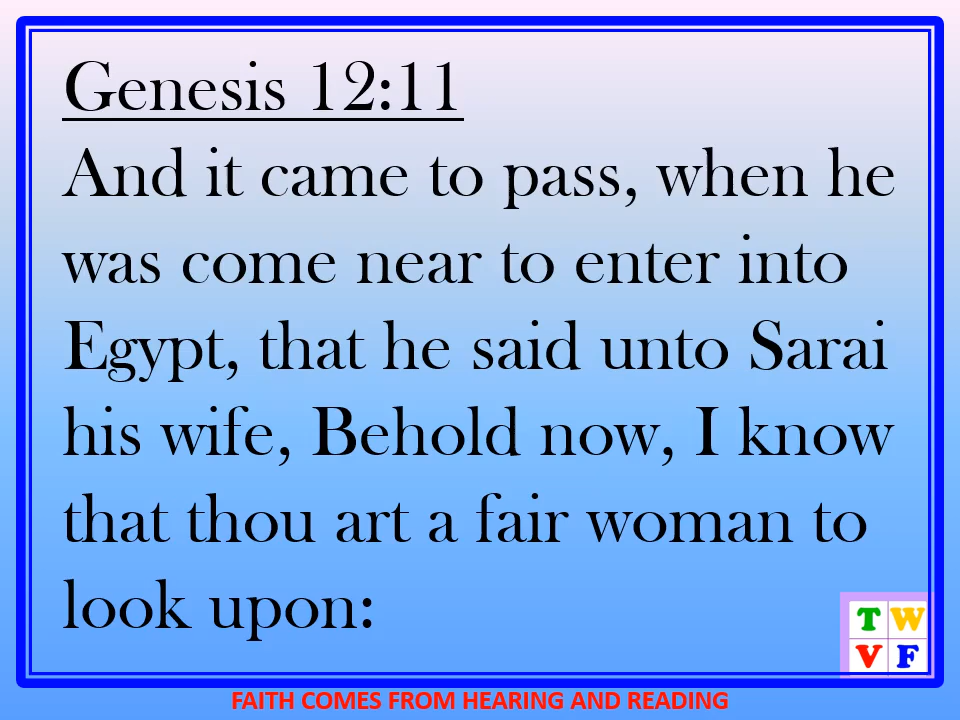 Genesis 12:11
And it came to pass, when he
was come near to enter into
Egypt, that he said unto Sarai
his wife, Behold now, I know
that thou art a fair woman to
look upon:
T W
V F
FAITH COMES FROM HEARING AND READING